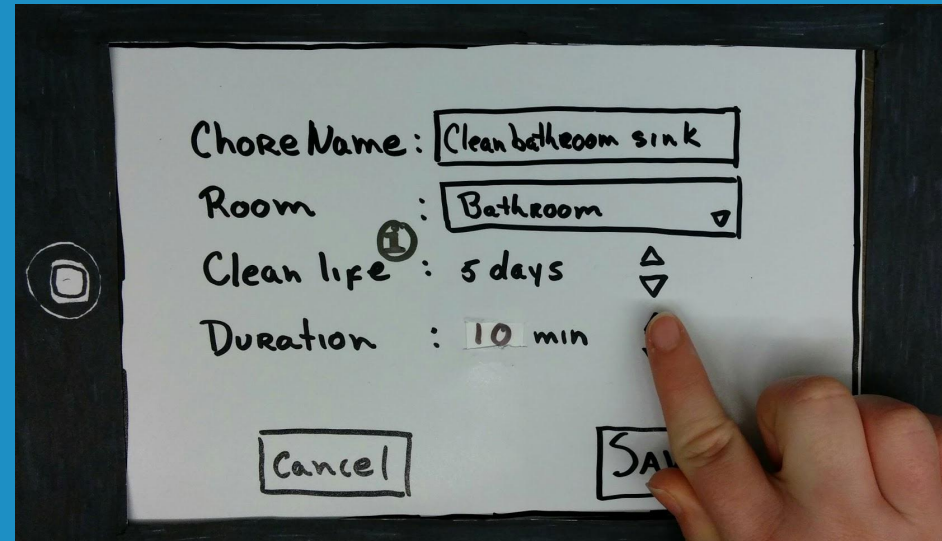 Chore Name: Clean bathroom sink
Room : Bathroom
Clean life i : 5 days
Duration : 10 min
Cancel